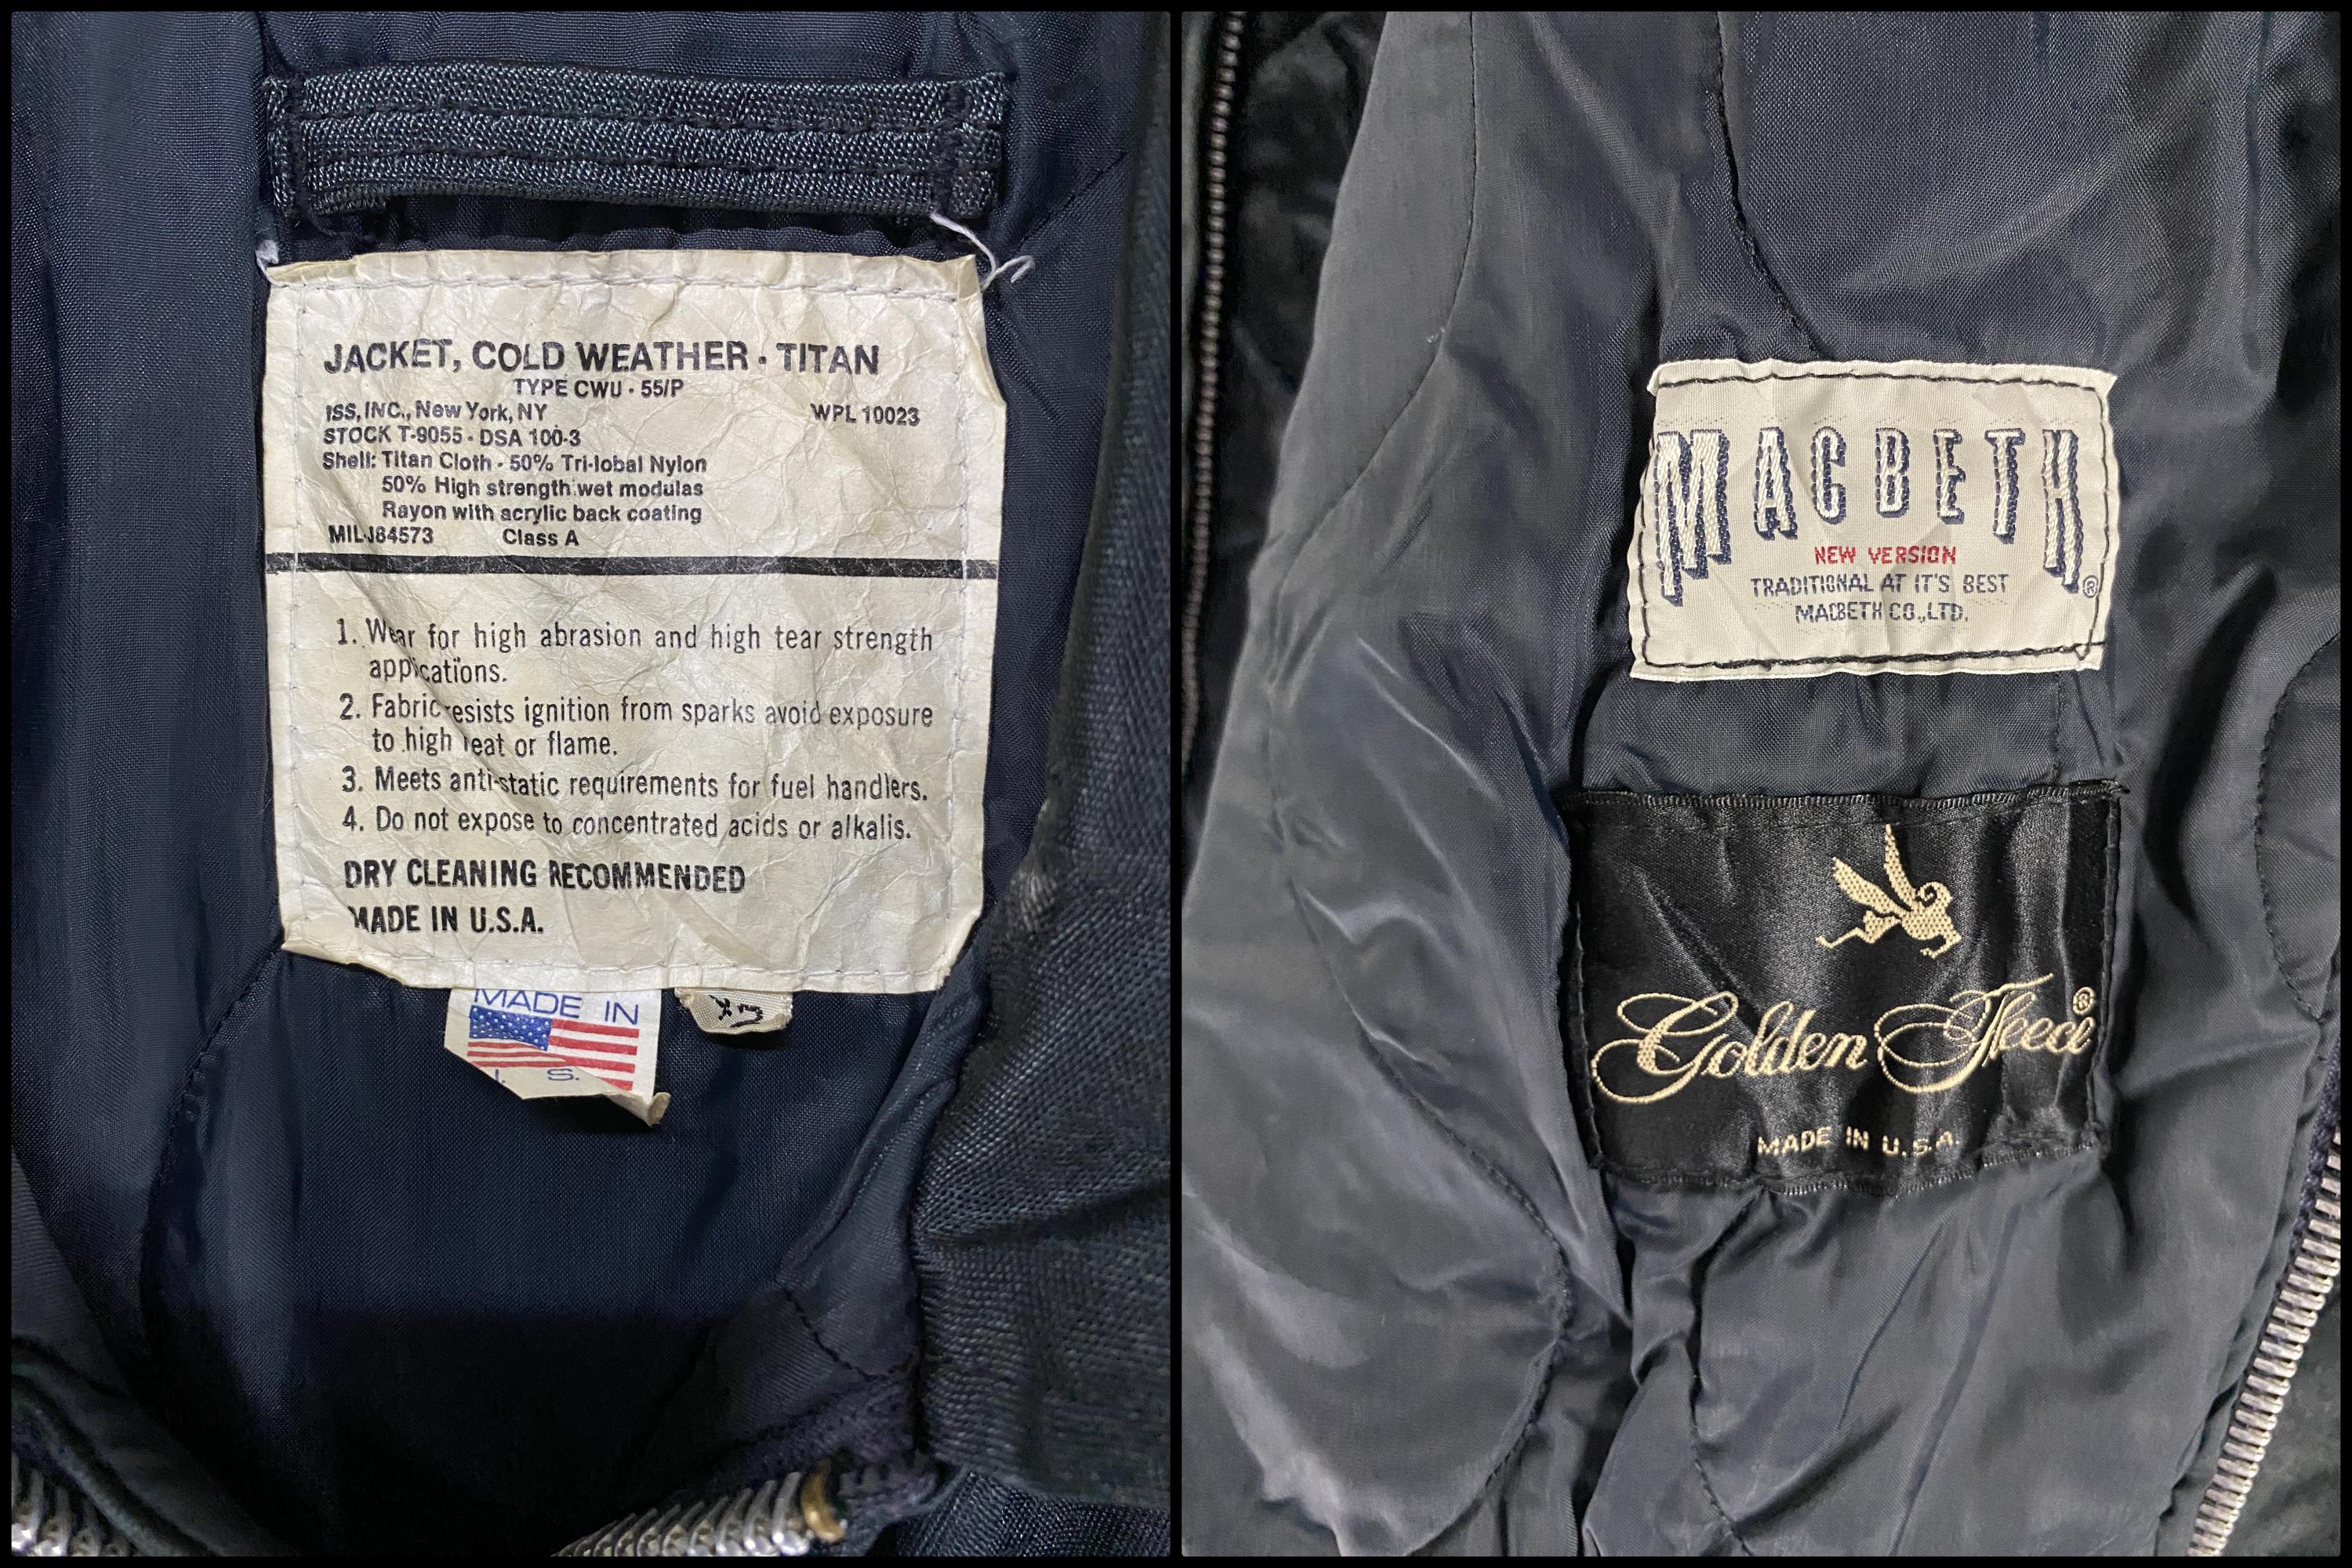 JACKET, COLD WEATHER · TITAN
TYPE CWU · 55/P
ISS, INC., New York, NY WPL 10023
STOCK T-9055 - DSA 100-3
Shell: Titan Cloth - 50% Tri-lobal Nylon
50% High strength wet modulas
Rayon with acrylic back coating
MIL-J84573 Class A
1. Wear for high abrasion and high tear strength
applications.
2. Fabric resists ignition from sparks avoid exposure
to high heat or flame.
3. Meets anti-static requirements for fuel handlers.
4. Do not expose to concentrated acids or alkalis.
DRY CLEANING RECOMMENDED
MADE IN U.S.A.
MADE IN
S.
MACBETH
NEW VERSION
TRADITIONAL AT IT'S BEST
MACBETH CO.,LTD. ®
Golden Fleece ®
MADE IN U.S.A.